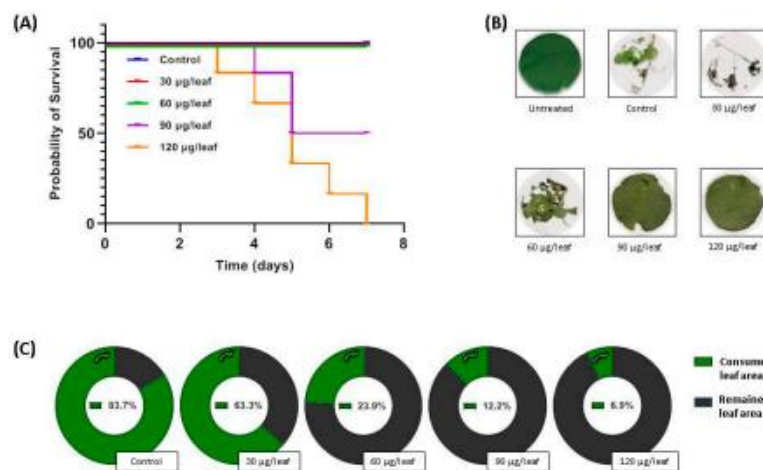 (A)
100
50
0
Probability of Survival
Control
30 µg/leaf
60 µg/leaf
90 µg/leaf
120 µg/leaf
0 2 4 6 8
Time (days)
(B)
Untreated
Control
30 µg/leaf
60 µg/leaf
90 µg/leaf
120 µg/leaf
(C)
83.7%
Control
63.3%
30 µg/leaf
23.9%
60 µg/leaf
12.2%
90 µg/leaf
6.9%
120 µg/leaf
Consume
leaf area
Remaine
leaf area